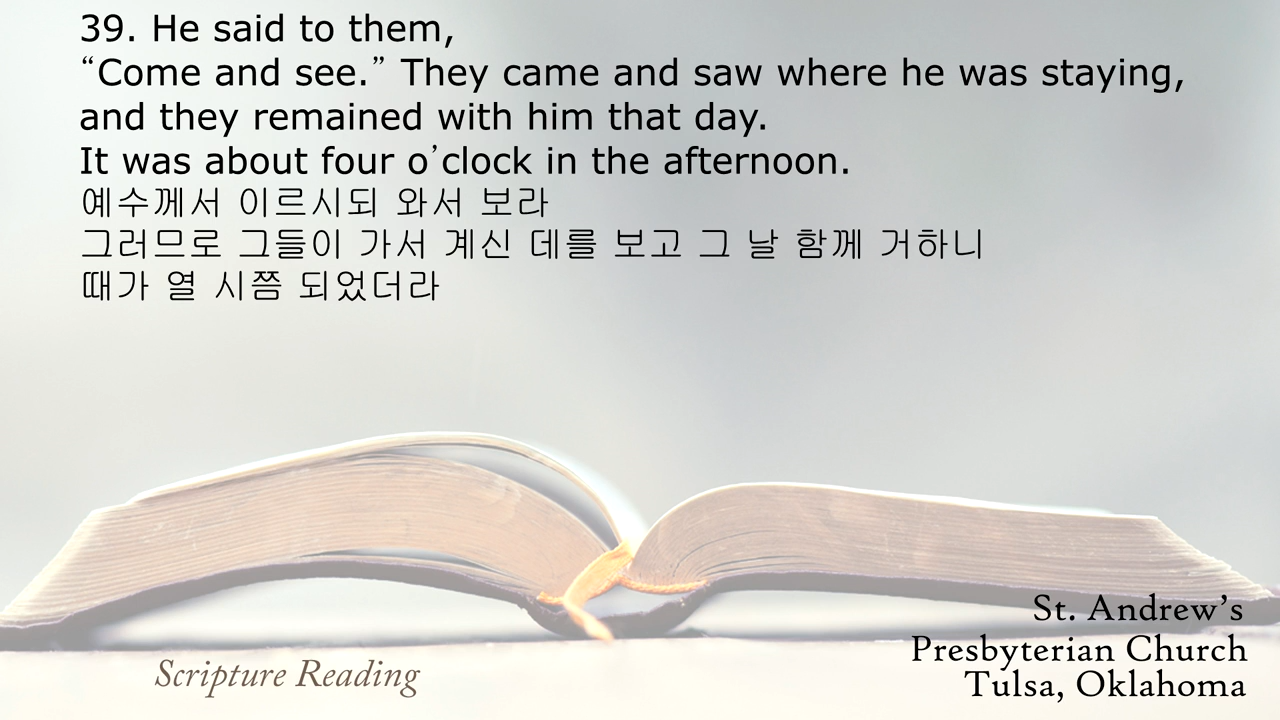 39. He said to them,
“Come and see.” They came and saw where he was staying,
and they remained with him that day.
It was about four o’clock in the afternoon.
예수께서 이르시되 와서 보라
그러므로 그들이 가서 계신 데를 보고 그 날 함께 거하니
때가 열 시쯤 되었더라
Scripture Reading
St. Andrew’s
Presbyterian Church
Tulsa, Oklahoma